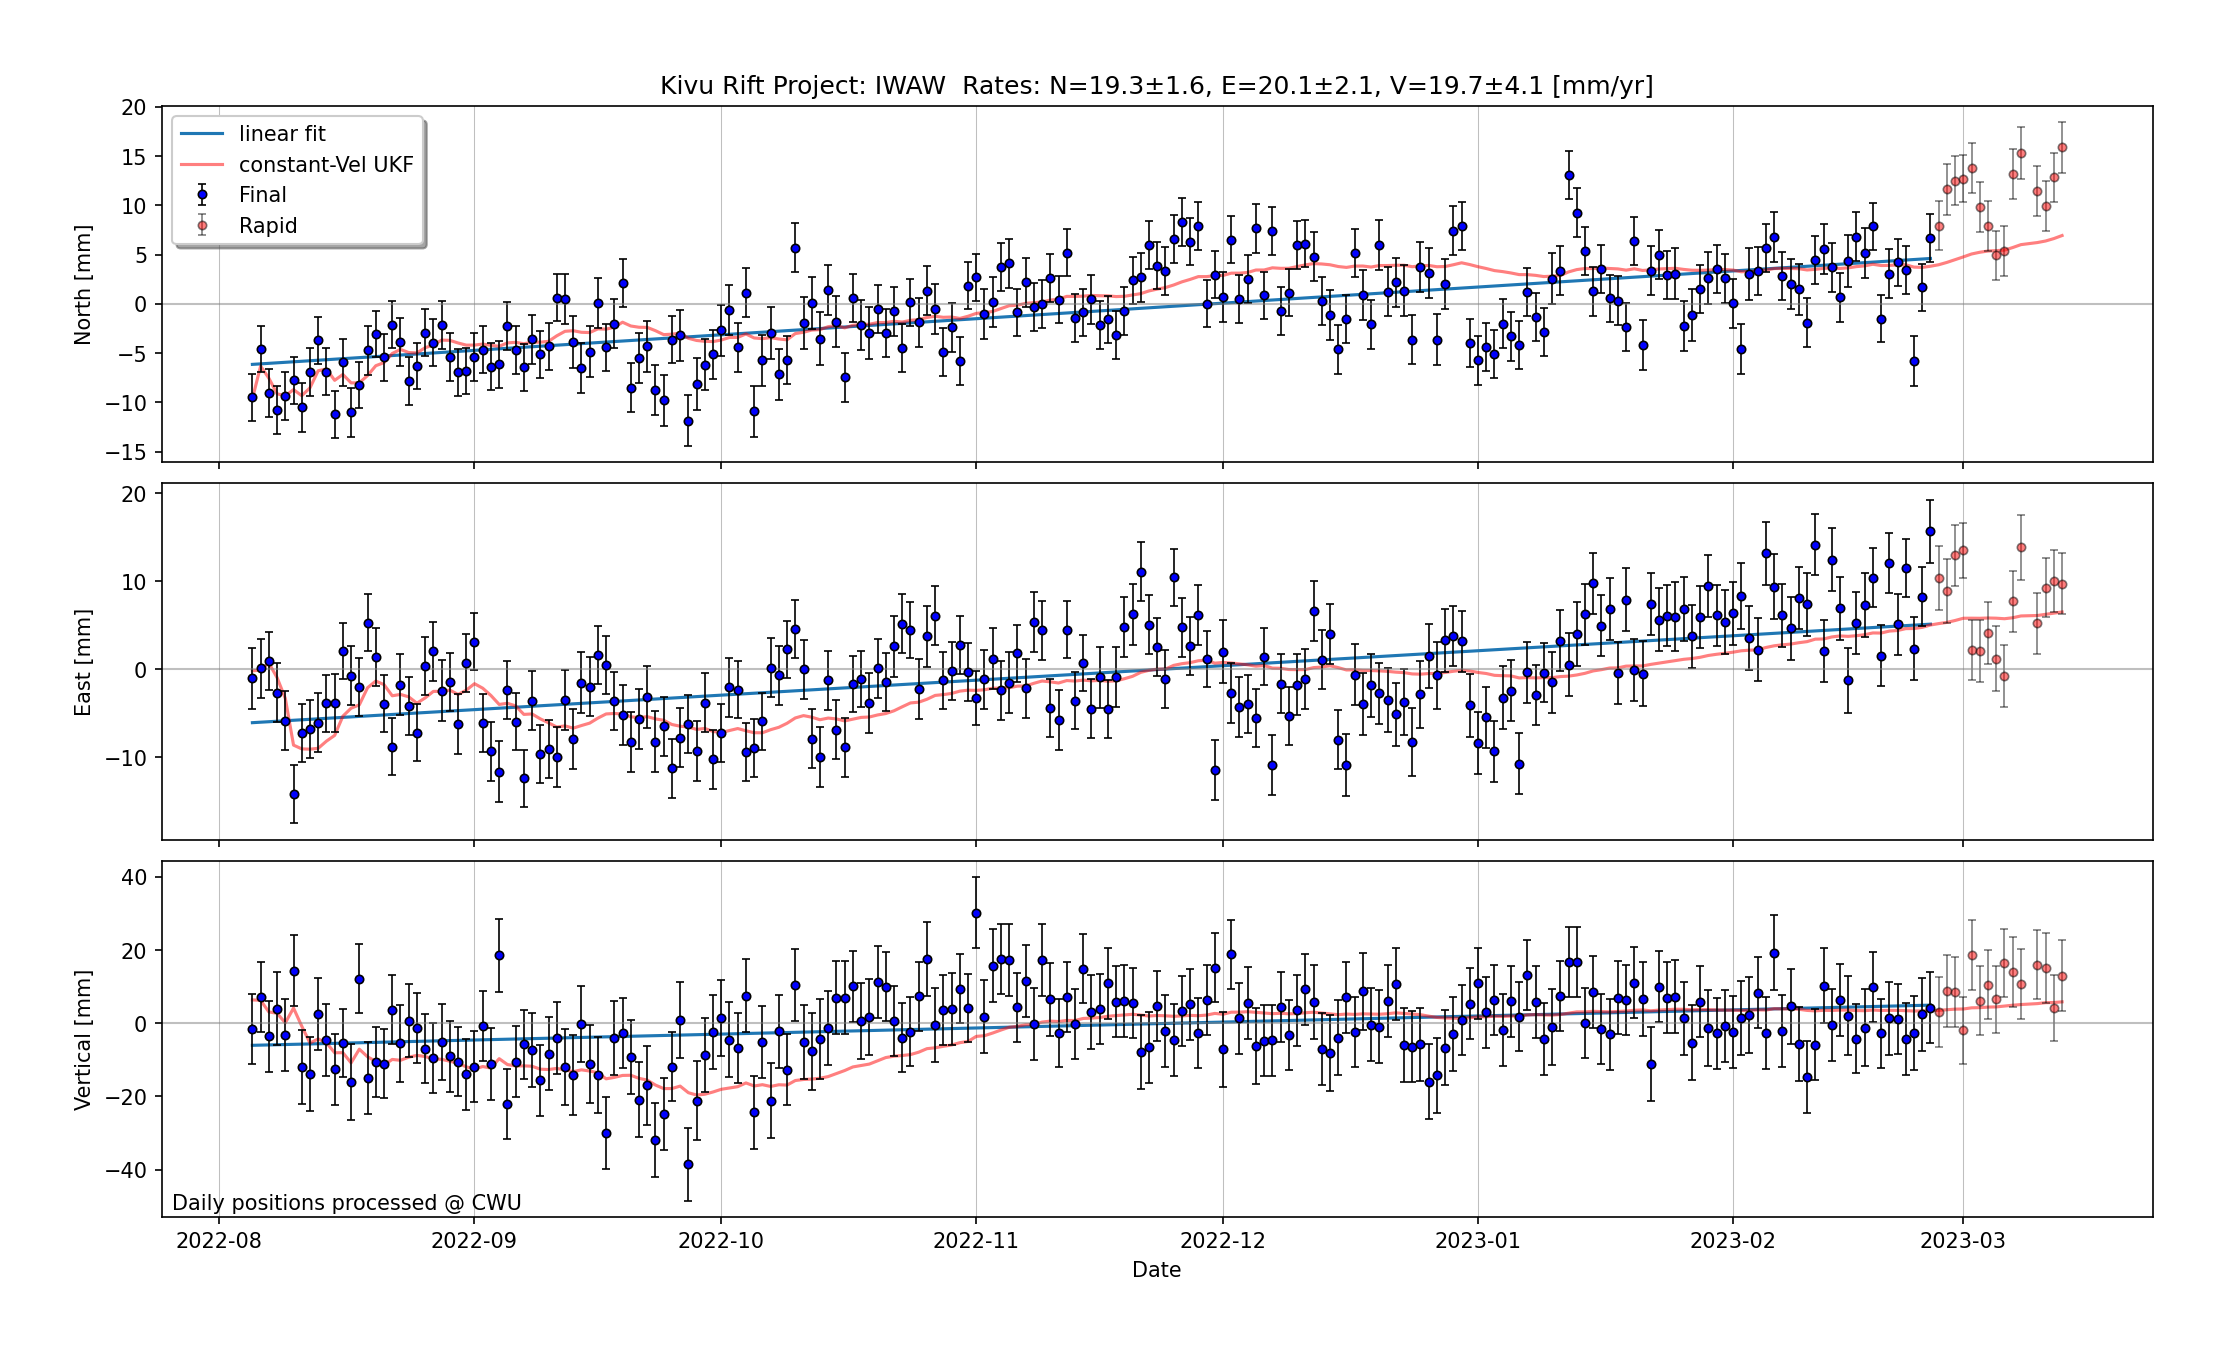 Kivu Rift Project: IWAW  Rates: N=19.3±1.6, E=20.1±2.1, V=19.7±4.1 [mm/yr]
linear fit
constant-Vel UKF
Final
Rapid
North [mm]
20
15
10
5
0
−5
−10
−15
East [mm]
20
10
0
−10
Vertical [mm]
40
20
0
−20
−40
Daily positions processed @ CWU
2022-08 2022-09 2022-10 2022-11 2022-12 2023-01 2023-02 2023-03
Date